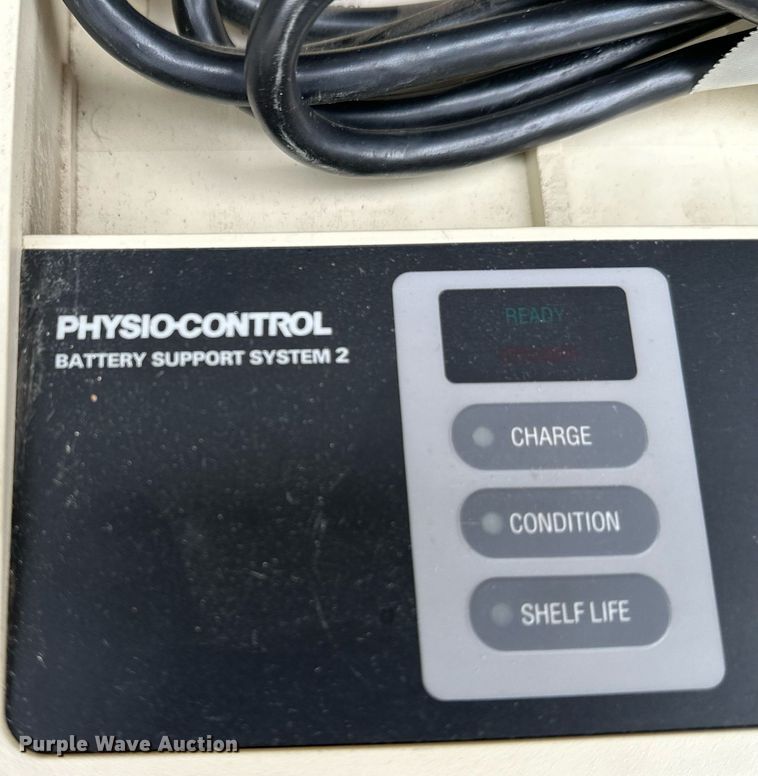 PHYSIO-CONTROL
BATTERY SUPPORT SYSTEM 2
READY
CHARGE
CONDITION
SHELF LIFE
Purple Wave Auction